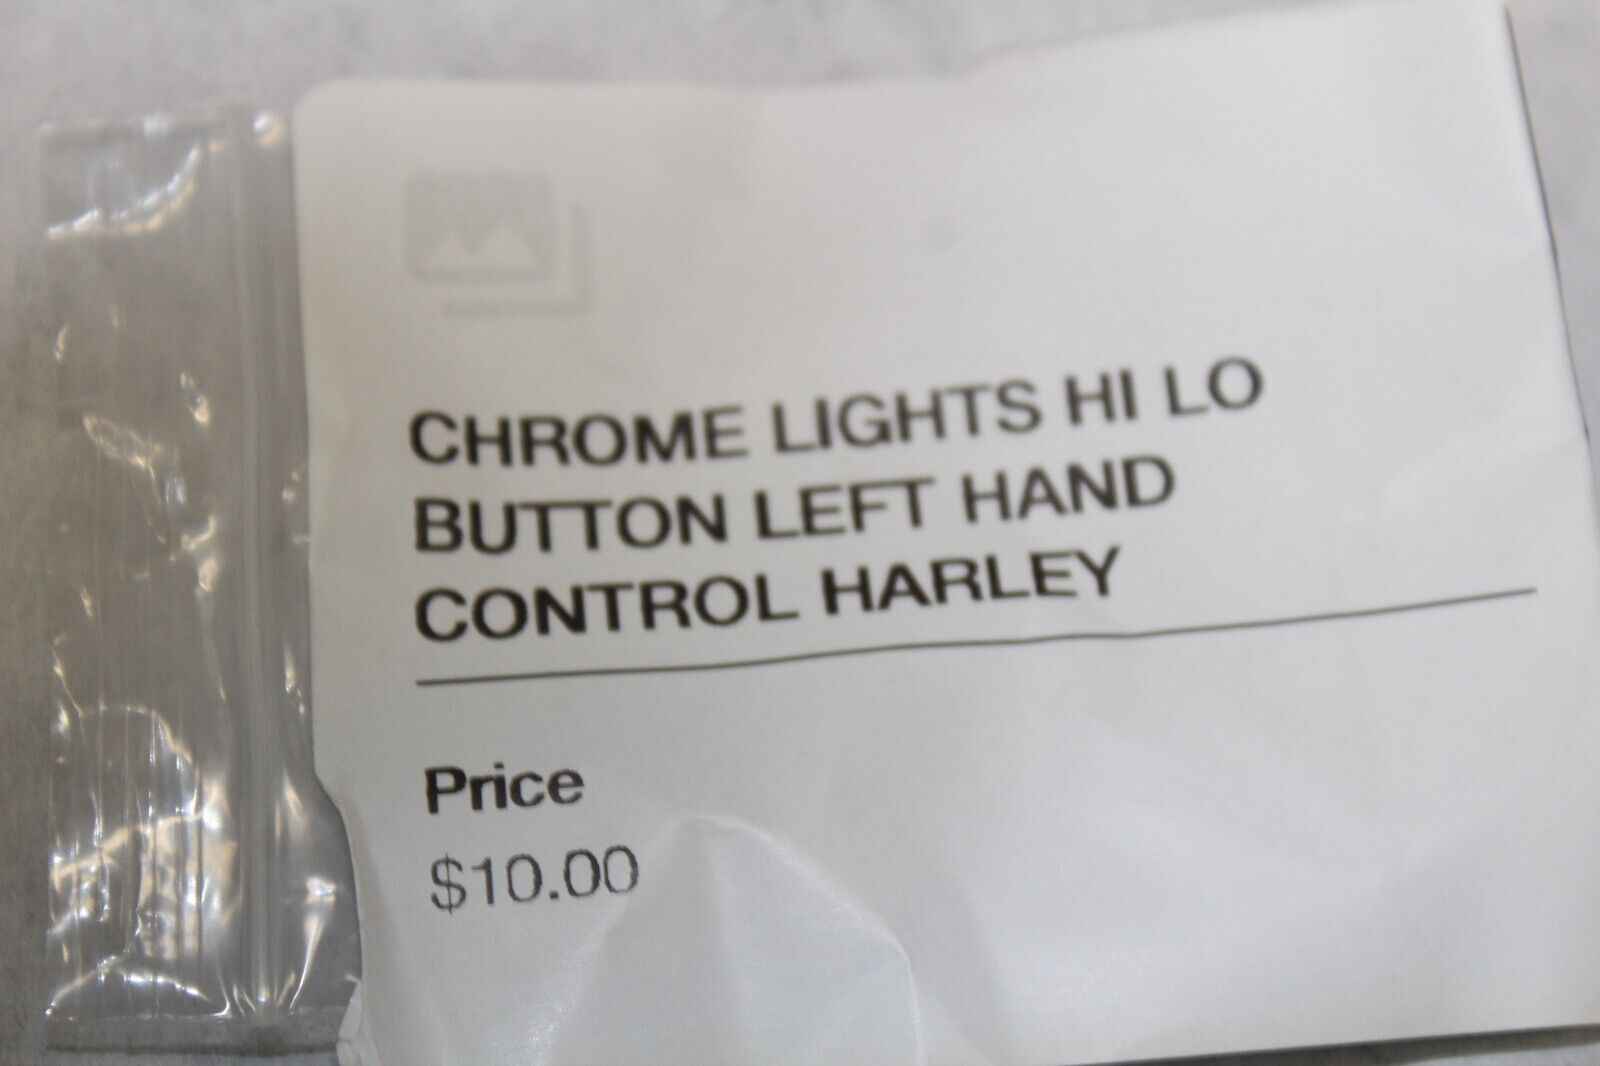 CHROME LIGHTS HI LO
BUTTON LEFT HAND
CONTROL HARLEY
Price
$10.00